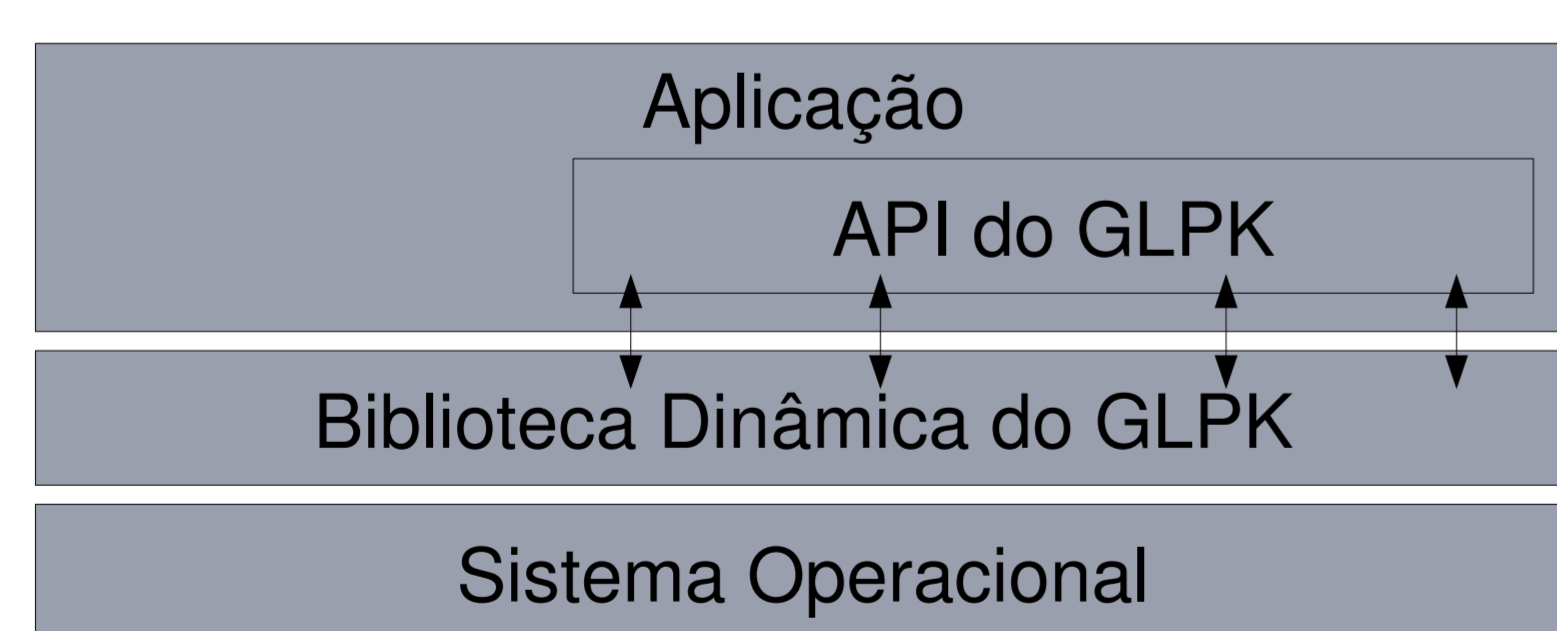 Aplicação
API do GLPK
Biblioteca Dinâmica do GLPK
Sistema Operacional